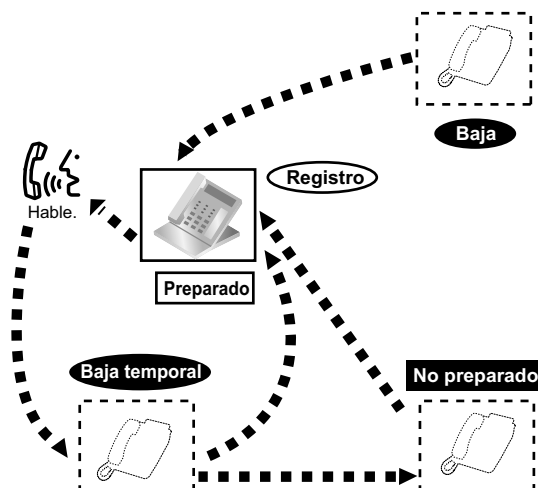 Baja
Registro
Hable.
Preparado
Baja temporal
No preparado